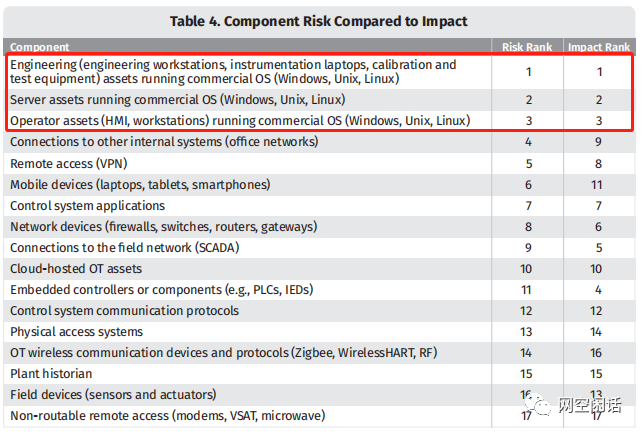 Table 4. Component Risk Compared to Impact
Component Risk Rank Impact Rank
Engineering (engineering workstations, instrumentation laptops, calibration and
test equipment) assets running commercial OS (Windows, Unix, Linux) 1 1
Server assets running commercial OS (Windows, Unix, Linux) 2 2
Operator assets (HMI, workstations) running commercial OS (Windows, Unix, Linux) 3 3
Connections to other internal systems (office networks) 4 9
Remote access (VPN) 5 8
Mobile devices (laptops, tablets, smartphones) 6 11
Control system applications 7 7
Network devices (firewalls, switches, routers, gateways) 8 6
Connections to the field network (SCADA) 9 5
Cloud-hosted OT assets 10 10
Embedded controllers or components (e.g., PLCs, IEDs) 11 4
Control system communication protocols 12 12
Physical access systems 13 14
OT wireless communication devices and protocols (Zigbee, WirelessHART, RF) 14 16
Plant historian 15 15
Field devices (sensors and actuators) 16 13
Non-routable remote access (modems, VSAT, microwave) 17 17
网空闲话